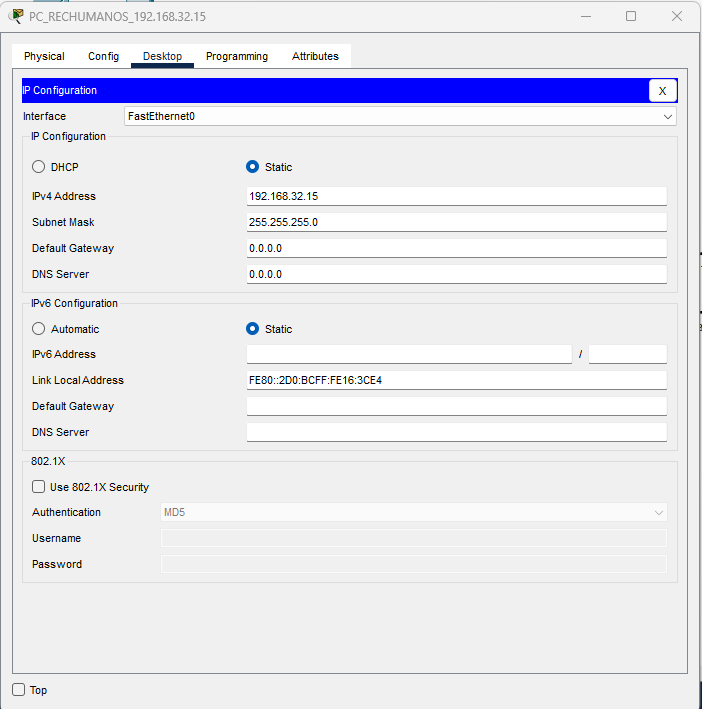 PC_RECHUMANOS_192.168.32.15
Physical Config Desktop Programming Attributes
IP Configuration X
Interface FastEthernet0
IP Configuration
DHCP Static
IPv4 Address 192.168.32.15
Subnet Mask 255.255.255.0
Default Gateway 0.0.0.0
DNS Server 0.0.0.0
IPv6 Configuration
Automatic Static
IPv6 Address /
Link Local Address FE80::2D0:BCFF:FE16:3CE4
Default Gateway
DNS Server
802.1X
Use 802.1X Security
Authentication MD5
Username
Password
Top